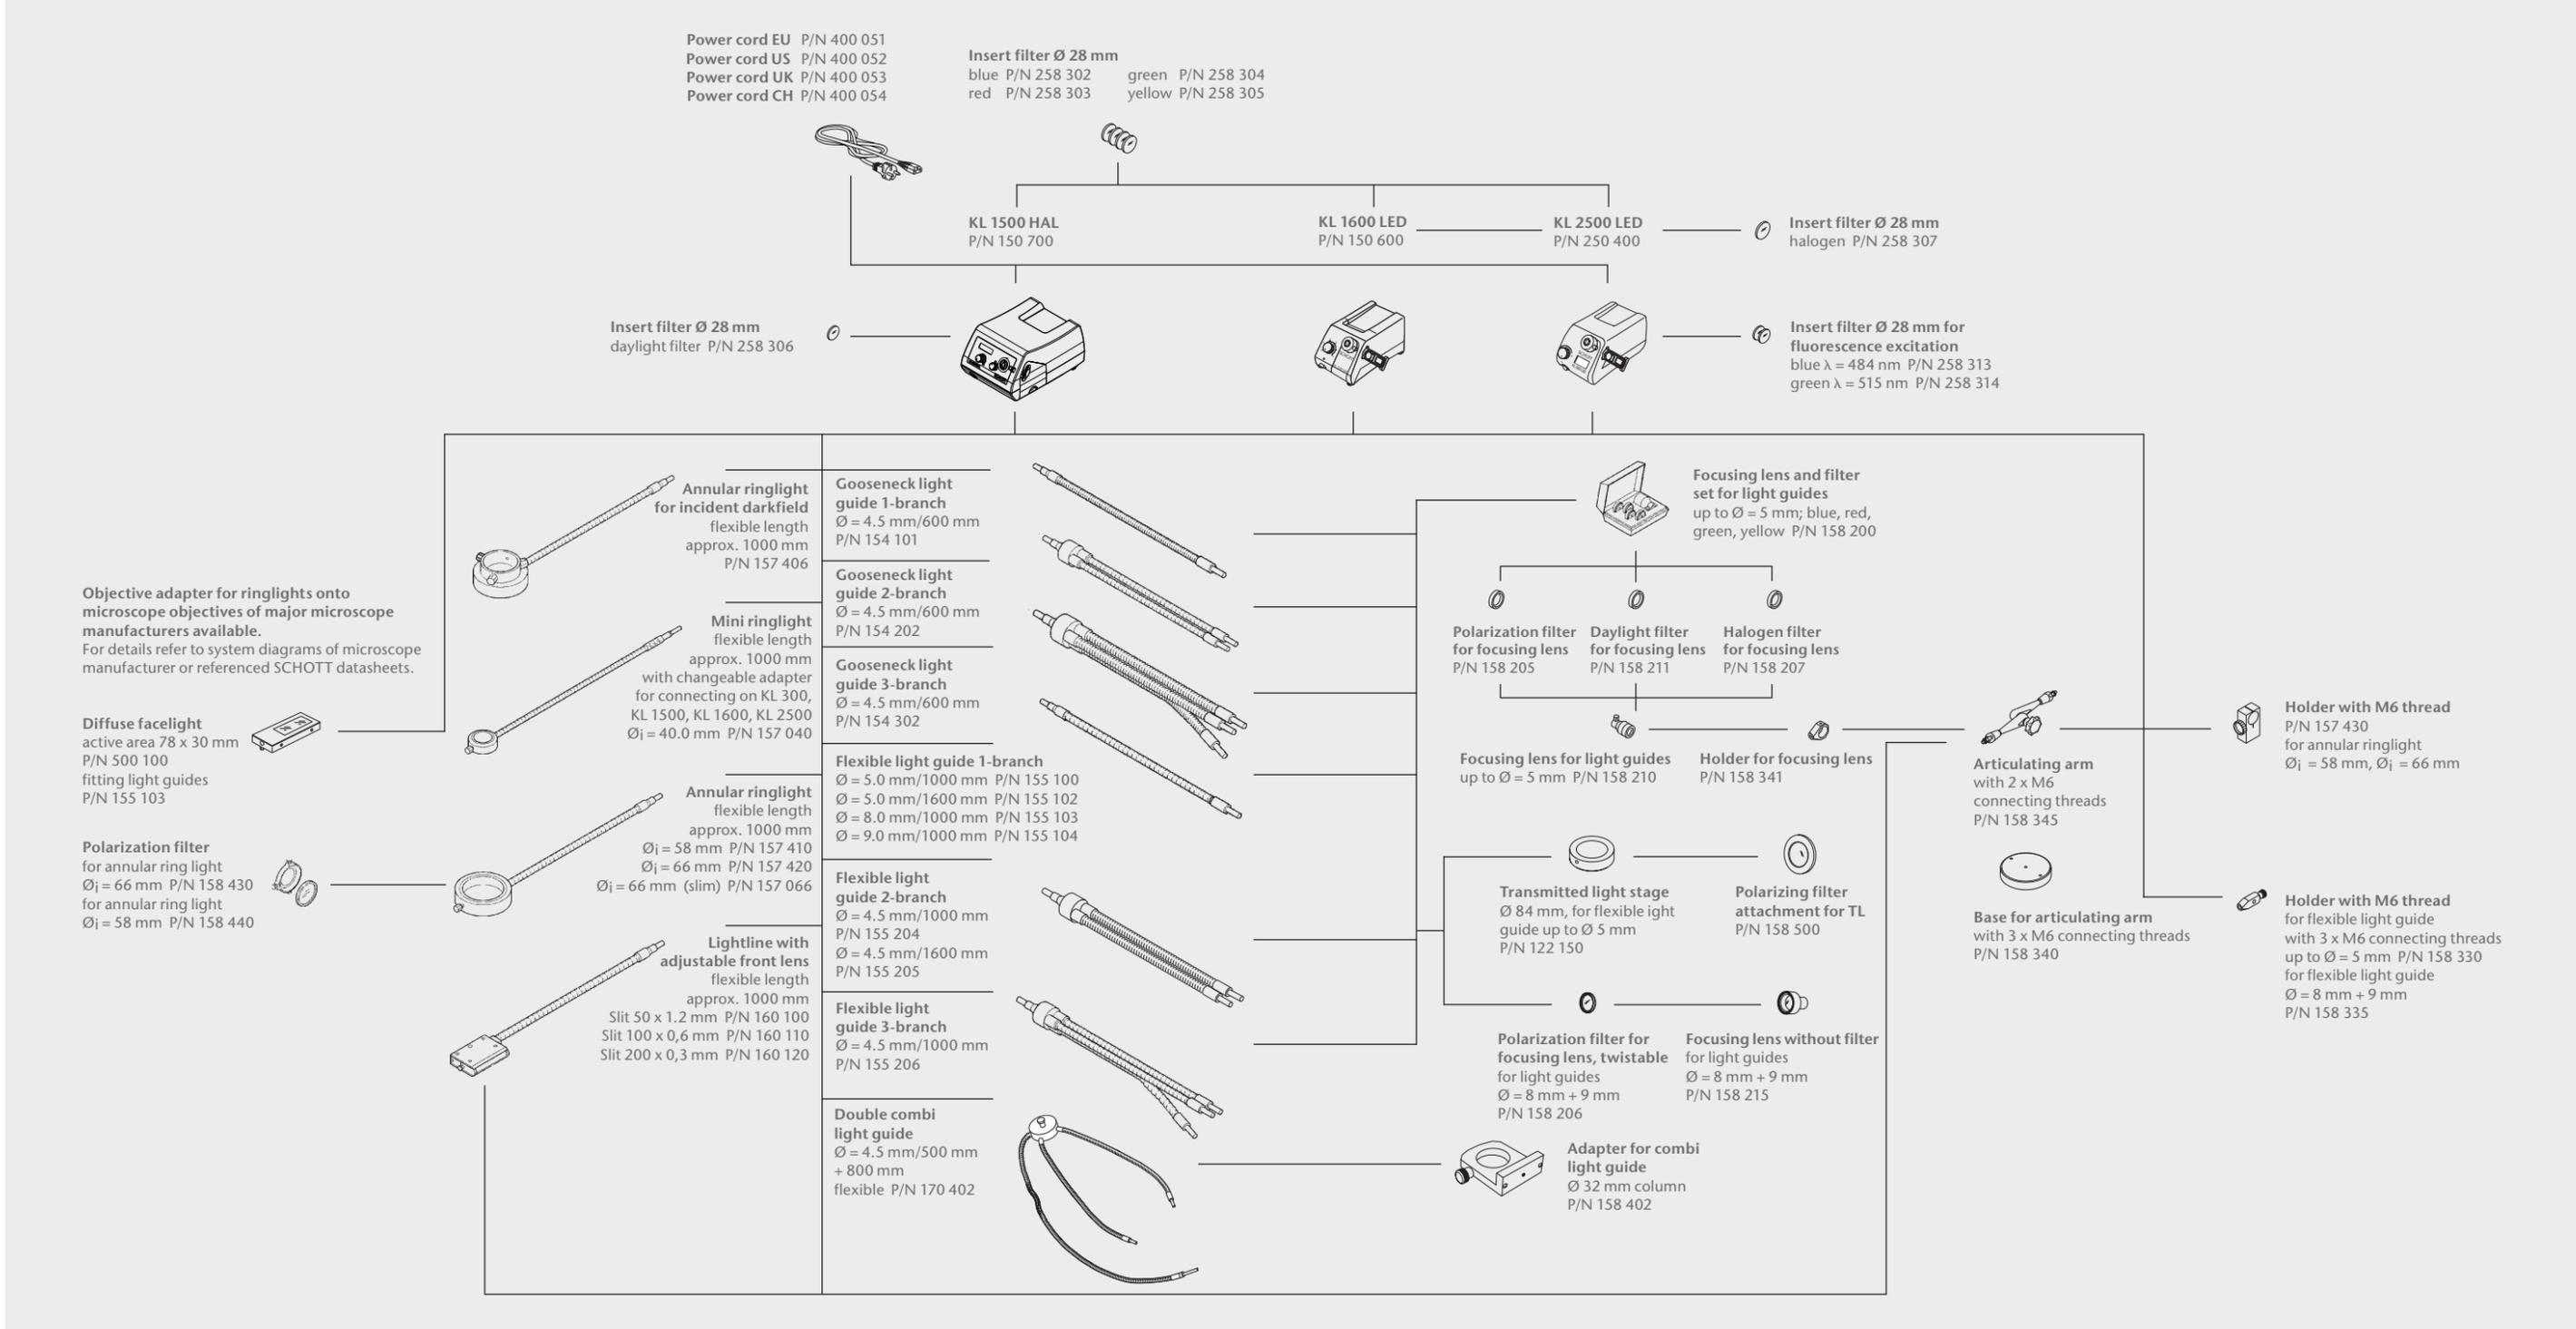 Power cord EU P/N 400 051
Power cord US P/N 400 052
Power cord UK P/N 400 053
Power cord CH P/N 400 054
Insert filter Ø 28 mm
blue P/N 258 302 green P/N 258 304
red P/N 258 303 yellow P/N 258 305
KL 1500 HAL
P/N 150 700
KL 1600 LED
P/N 150 600
KL 2500 LED
P/N 250 400
Insert filter Ø 28 mm
halogen P/N 258 307
Insert filter Ø 28 mm
daylight filter P/N 258 306
Insert filter Ø 28 mm for
fluorescence excitation
blue λ = 484 nm P/N 258 313
green λ = 515 nm P/N 258 314
Objective adapter for ringlights onto
microscope objectives of major microscope
manufacturers available.
For details refer to system diagrams of microscope
manufacturer or referenced SCHOTT datasheets.
Diffuse facelight
active area 78 x 30 mm
P/N 500 100
fitting light guides
P/N 155 103
Polarization filter
for annular ring light
Øi = 66 mm P/N 158 430
for annular ring light
Øi = 58 mm P/N 158 440
Annular ringlight
for incident darkfield
flexible length
approx. 1000 mm
P/N 157 406
Mini ringlight
flexible length
approx. 1000 mm
with changeable adapter
for connecting on KL 300,
KL 1500, KL 1600, KL 2500
Øi = 40.0 mm P/N 157 040
Annular ringlight
flexible length
approx. 1000 mm
Øi = 58 mm P/N 157 410
Øi = 66 mm P/N 157 420
Øi = 66 mm (slim) P/N 157 066
Lightline with
adjustable front lens
flexible length
approx. 1000 mm
Slit 50 x 1.2 mm P/N 160 100
Slit 100 x 0,6 mm P/N 160 110
Slit 200 x 0,3 mm P/N 160 120
Gooseneck light
guide 1-branch
Ø = 4.5 mm/600 mm
P/N 154 101
Gooseneck light
guide 2-branch
Ø = 4.5 mm/600 mm
P/N 154 202
Gooseneck light
guide 3-branch
Ø = 4.5 mm/600 mm
P/N 154 302
Flexible light guide 1-branch
Ø = 5.0 mm/1000 mm P/N 155 100
Ø = 5.0 mm/1600 mm P/N 155 102
Ø = 8.0 mm/1000 mm P/N 155 103
Ø = 9.0 mm/1000 mm P/N 155 104
Flexible light
guide 2-branch
Ø = 4.5 mm/1000 mm
P/N 155 204
Ø = 4.5 mm/1600 mm
P/N 155 205
Flexible light
guide 3-branch
Ø = 4.5 mm/1000 mm
P/N 155 206
Double combi
light guide
Ø = 4.5 mm/500 mm
+ 800 mm
flexible P/N 170 402
Focusing lens and filter
set for light guides
up to Ø = 5 mm; blue, red,
green, yellow P/N 158 200
Polarization filter
for focusing lens
P/N 158 205
Daylight filter
for focusing lens
P/N 158 211
Halogen filter
for focusing lens
P/N 158 207
Focusing lens for light guides
up to Ø = 5 mm P/N 158 210
Holder for focusing lens
P/N 158 341
Transmitted light stage
Ø 84 mm, for flexible ight
guide up to Ø 5 mm
P/N 122 150
Polarizing filter
attachment for TL
P/N 158 500
Polarization filter for
focusing lens, twistable
for light guides
Ø = 8 mm + 9 mm
P/N 158 206
Focusing lens without filter
for light guides
Ø = 8 mm + 9 mm
P/N 158 215
Adapter for combi
light guide
Ø 32 mm column
P/N 158 402
Articulating arm
with 2 x M6
connecting threads
P/N 158 345
Base for articulating arm
with 3 x M6 connecting threads
P/N 158 340
Holder with M6 thread
P/N 157 430
for annular ringlight
Øi = 58 mm, Øi = 66 mm
Holder with M6 thread
for flexible light guide
with 3 x M6 connecting threads
up to Ø = 5 mm P/N 158 330
for flexible light guide
Ø = 8 mm + 9 mm
P/N 158 335